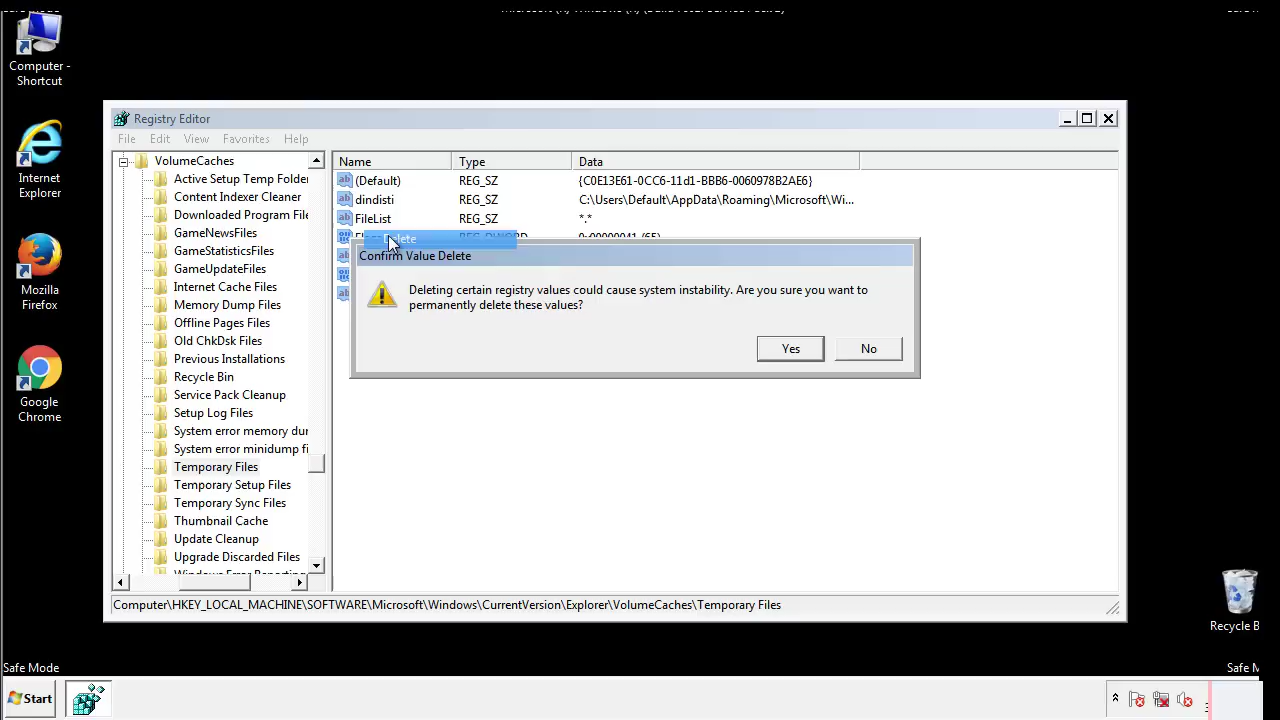 Computer -
Shortcut
Internet
Explorer
Mozilla
Firefox
Google
Chrome
Registry Editor
File Edit View Favorites Help
VolumeCaches
Active Setup Temp Folder
Content Indexer Cleaner
Downloaded Program File
GameNewsFiles
GameStatisticsFiles
GameUpdateFiles
Internet Cache Files
Memory Dump Files
Offline Pages Files
Old ChkDsk Files
Previous Installations
Recycle Bin
Service Pack Cleanup
Setup Log Files
System error memory dur
System error minidump fi
Temporary Files
Temporary Setup Files
Temporary Sync Files
Thumbnail Cache
Update Cleanup
Upgrade Discarded Files
Name Type Data
(Default) REG_SZ {C0E13E61-0CC6-11d1-BBB6-0060978B2AE6}
dindisti REG_SZ C:\Users\Default\AppData\Roaming\Microsoft\Wi...
FileList REG_SZ *.*
Delete
Confirm Value Delete
Deleting certain registry values could cause system instability. Are you sure you want to
permanently delete these values?
Yes No
Computer\HKEY_LOCAL_MACHINE\SOFTWARE\Microsoft\Windows\CurrentVersion\Explorer\VolumeCaches\Temporary Files
Recycle B
Safe Mode
Safe M
Start